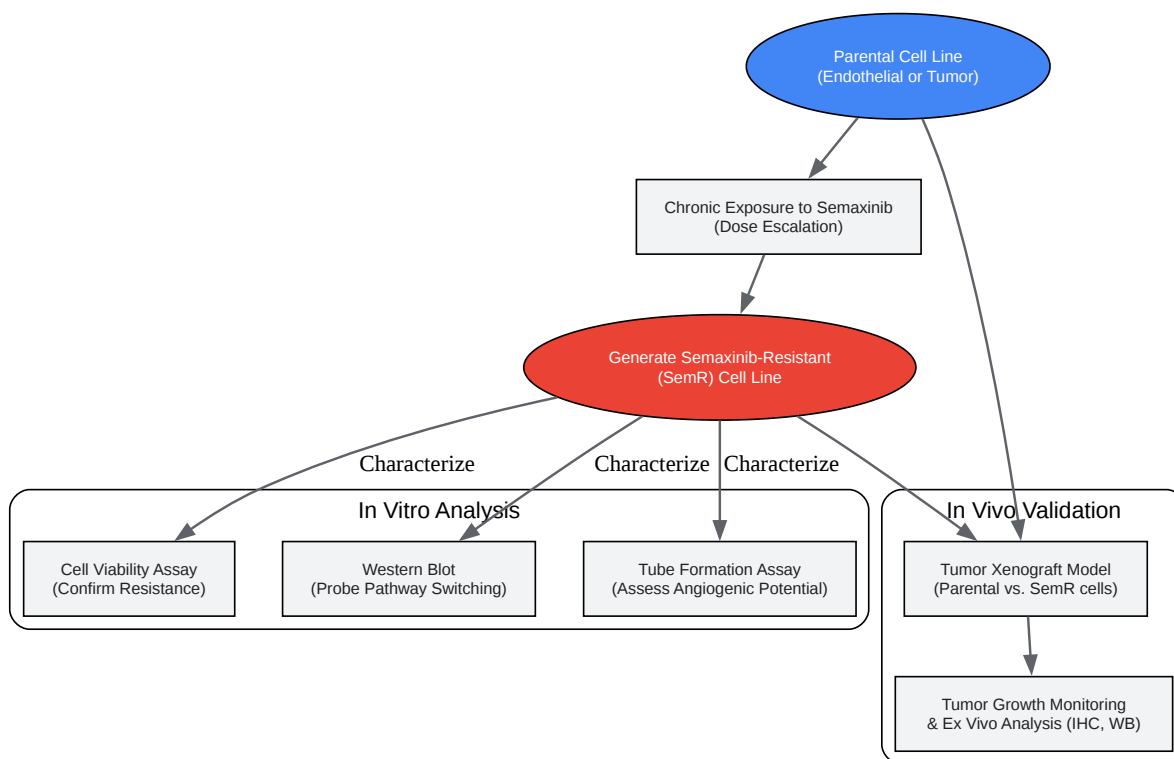 Parental Cell Line
(Endothelial or Tumor)
Chronic Exposure to Semaxinib
(Dose Escalation)
Generate Semaxinib-Resistant
(SemR) Cell Line
Characterize
Characterize
Characterize
In Vitro Analysis
In Vivo Validation
Cell Viability Assay
(Confirm Resistance)
Western Blot
(Probe Pathway Switching)
Tube Formation Assay
(Assess Angiogenic Potential)
Tumor Xenograft Model
(Parental vs. SemR cells)
Tumor Growth Monitoring
& Ex Vivo Analysis (IHC, WB)